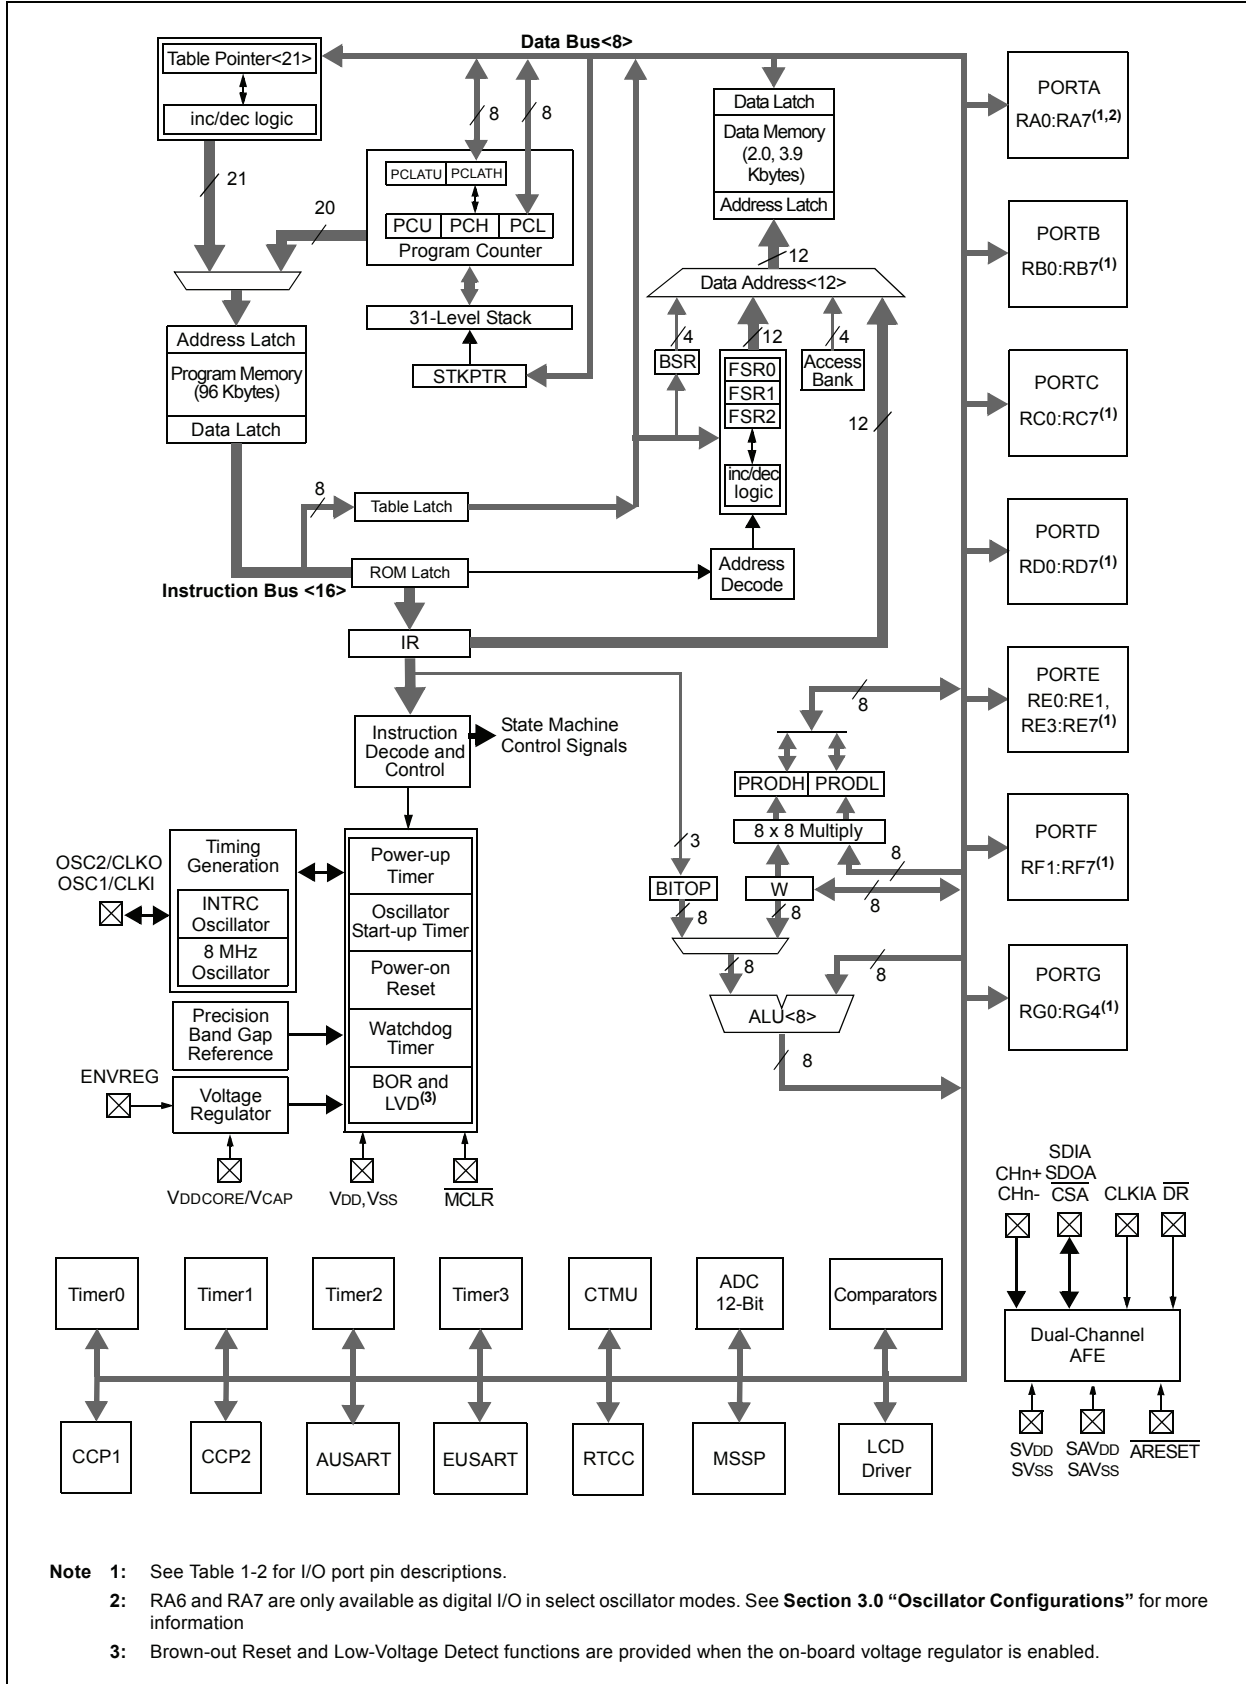 Data Bus<8>
Table Pointer<21>
inc/dec logic
21
20
8
8
PCLATU PCLATH
PCU PCH PCL
Program Counter
31-Level Stack
STKPTR
Address Latch
Program Memory
(96 Kbytes)
Data Latch
8
Table Latch
ROM Latch
Instruction Bus <16>
IR
Data Latch
Data Memory
(2.0, 3.9
Kbytes)
Address Latch
12
Data Address<12>
4
12
4
BSR
FSR0
FSR1
FSR2
inc/dec
logic
Access
Bank
12
Address
Decode
Instruction
Decode and
Control
State Machine
Control Signals
8
PRODH PRODL
8 x 8 Multiply
3
8
BITOP
W
8
8
8
8
8
ALU<8>
8
OSC2/CLKO
OSC1/CLKI
Timing
Generation
INTRC
Oscillator
8 MHz
Oscillator
Precision
Band Gap
Reference
ENVREG
Voltage
Regulator
Power-up
Timer
Oscillator
Start-up Timer
Power-on
Reset
Watchdog
Timer
BOR and
LVD(3)
VDDCORE/VCAP
VDD,VSS
MCLR
PORTA
RA0:RA7(1,2)
PORTB
RB0:RB7(1)
PORTC
RC0:RC7(1)
PORTD
RD0:RD7(1)
PORTE
RE0:RE1,
RE3:RE7(1)
PORTF
RF1:RF7(1)
PORTG
RG0:RG4(1)
CHn+
CHn-
SDIA
SDOA
CSA
CLKIA
DR
Dual-Channel
AFE
SVDD
SVSS
SAVDD
SAVSS
ARESET
Timer0
Timer1
Timer2
Timer3
CTMU
ADC
12-Bit
Comparators
CCP1
CCP2
AUSART
EUSART
RTCC
MSSP
LCD
Driver
Note 1: See Table 1-2 for I/O port pin descriptions.
2: RA6 and RA7 are only available as digital I/O in select oscillator modes. See Section 3.0 “Oscillator Configurations” for more
information
3: Brown-out Reset and Low-Voltage Detect functions are provided when the on-board voltage regulator is enabled.